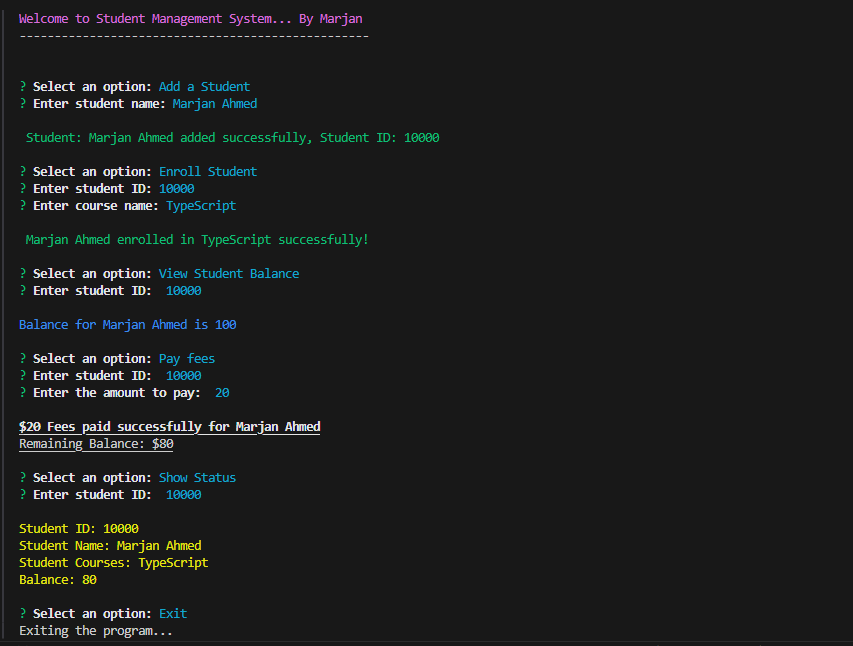 Welcome to Student Management System... By Marjan
--------------------------------------------------
? Select an option: Add a Student
? Enter student name: Marjan Ahmed
Student: Marjan Ahmed added successfully, Student ID: 10000
? Select an option: Enroll Student
? Enter student ID: 10000
? Enter course name: TypeScript
Marjan Ahmed enrolled in TypeScript successfully!
? Select an option: View Student Balance
? Enter student ID:  10000
Balance for Marjan Ahmed is 100
? Select an option: Pay fees
? Enter student ID:  10000
? Enter the amount to pay:  20
$20 Fees paid successfully for Marjan Ahmed
Remaining Balance: $80
? Select an option: Show Status
? Enter student ID:  10000
Student ID: 10000
Student Name: Marjan Ahmed
Student Courses: TypeScript
Balance: 80
? Select an option: Exit
Exiting the program...